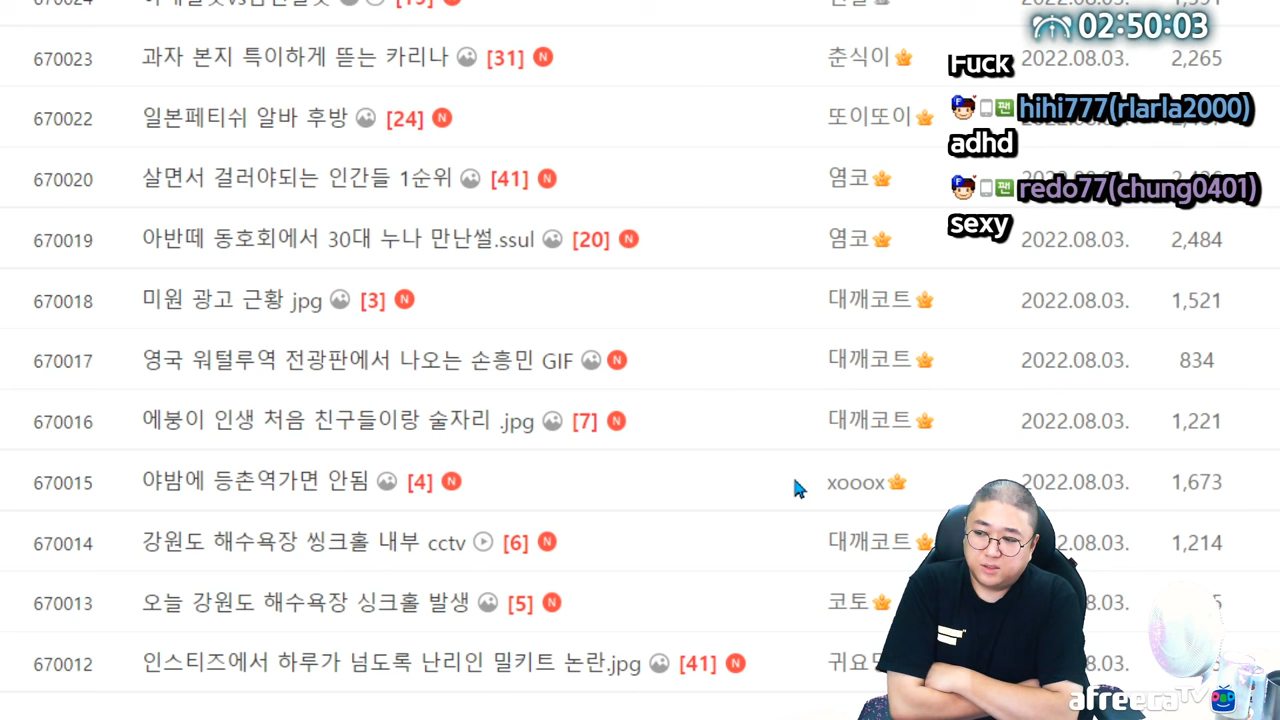 [19]
02:50:03
670023 과자 본지 특이하게 뜯는 카리나 [31] N 춘식이 2022.08.03. 2,265
Fuck
670022 일본페티쉬 알바 후방 [24] N 또이또이
hihi777(rlarla2000)
adhd
670020 살면서 걸러야되는 인간들 1순위 [41] N 염코
redo77(chung0401)
sexy
670019 아반떼 동호회에서 30대 누나 만난썰.ssul [20] N 염코 2022.08.03. 2,484
670018 미원 광고 근황 jpg [3] N 대깨코트 2022.08.03. 1,521
670017 영국 워털루역 전광판에서 나오는 손흥민 GIF N 대깨코트 2022.08.03. 834
670016 에붕이 인생 처음 친구들이랑 술자리 .jpg [7] N 대깨코트 2022.08.03. 1,221
670015 야밤에 등촌역가면 안됨 [4] N xooox 2022.08.03. 1,673
670014 강원도 해수욕장 씽크홀 내부 cctv [6] N 대깨코트 2.08.03. 1,214
670013 오늘 강원도 해수욕장 싱크홀 발생 [5] N 코토 8.03.
670012 인스티즈에서 하루가 넘도록 난리인 밀키트 논란.jpg [41] N 귀요
afreecaTV